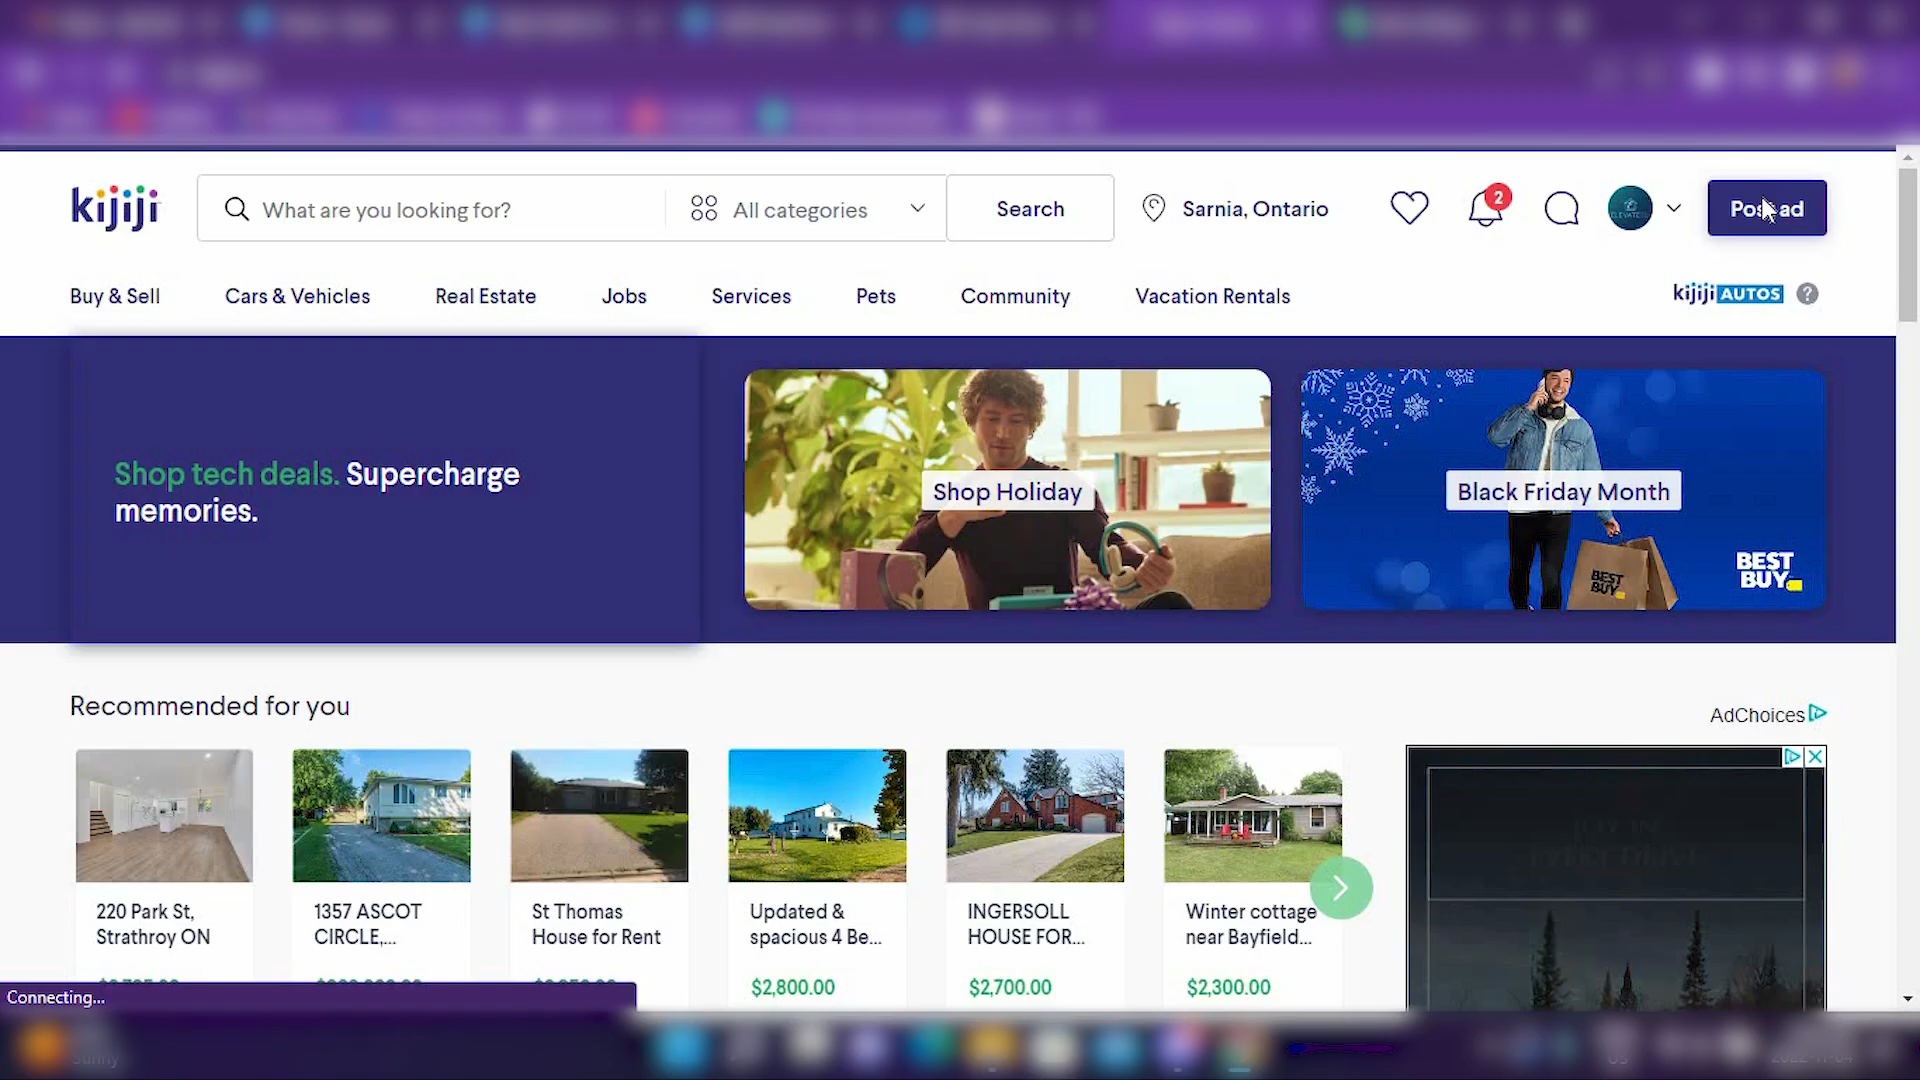 kijiji
What are you looking for?
All categories
Search
Sarnia, Ontario
2
Post ad
Buy & Sell
Cars & Vehicles
Real Estate
Jobs
Services
Pets
Community
Vacation Rentals
kijiji AUTOS
?
Shop tech deals. Supercharge
memories.
Shop Holiday
Black Friday Month
BEST
BUY
BEST
BUY
Recommended for you
AdChoices
220 Park St,
Strathroy ON
1357 ASCOT
CIRCLE,...
St Thomas
House for Rent
Updated &
spacious 4 Be...
$2,800.00
INGERSOLL
HOUSE FOR...
$2,700.00
Winter cottage
near Bayfield...
$2,300.00
Connecting...
Sunny